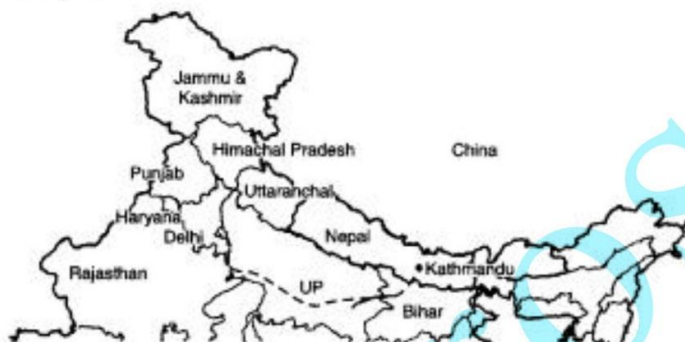 Jammu &
Kashmir
Himachal Pradesh
China
Punjab
Uttaranchal
Haryana
Delhi
Nepal
Rajasthan
Kathmandu
UP
Bihar